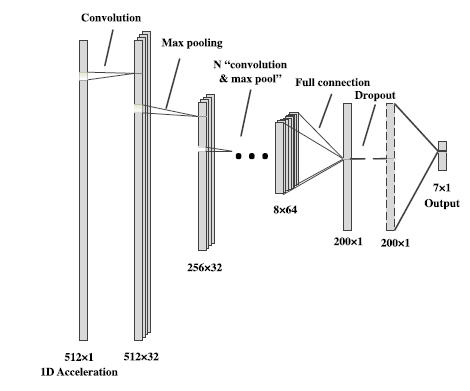 Convolution
Max pooling
N “convolution
& max pool”
Full connection
Dropout
7×1
Output
8×64
200×1
200×1
256×32
512×1
512×32
1D Acceleration